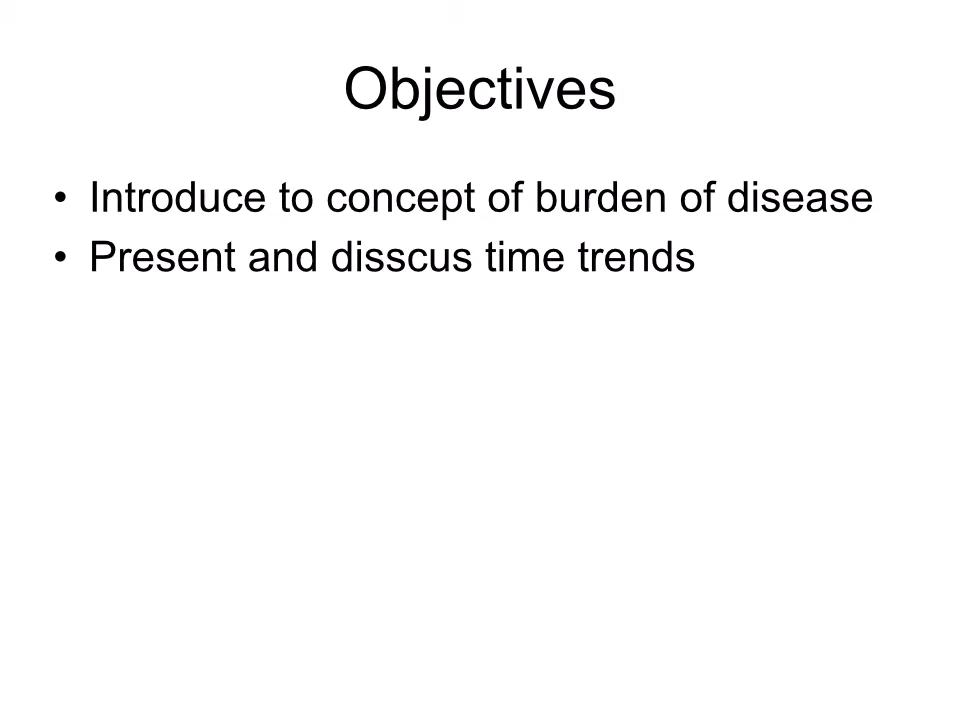 Objectives
• Introduce to concept of burden of disease
• Present and disscus time trends